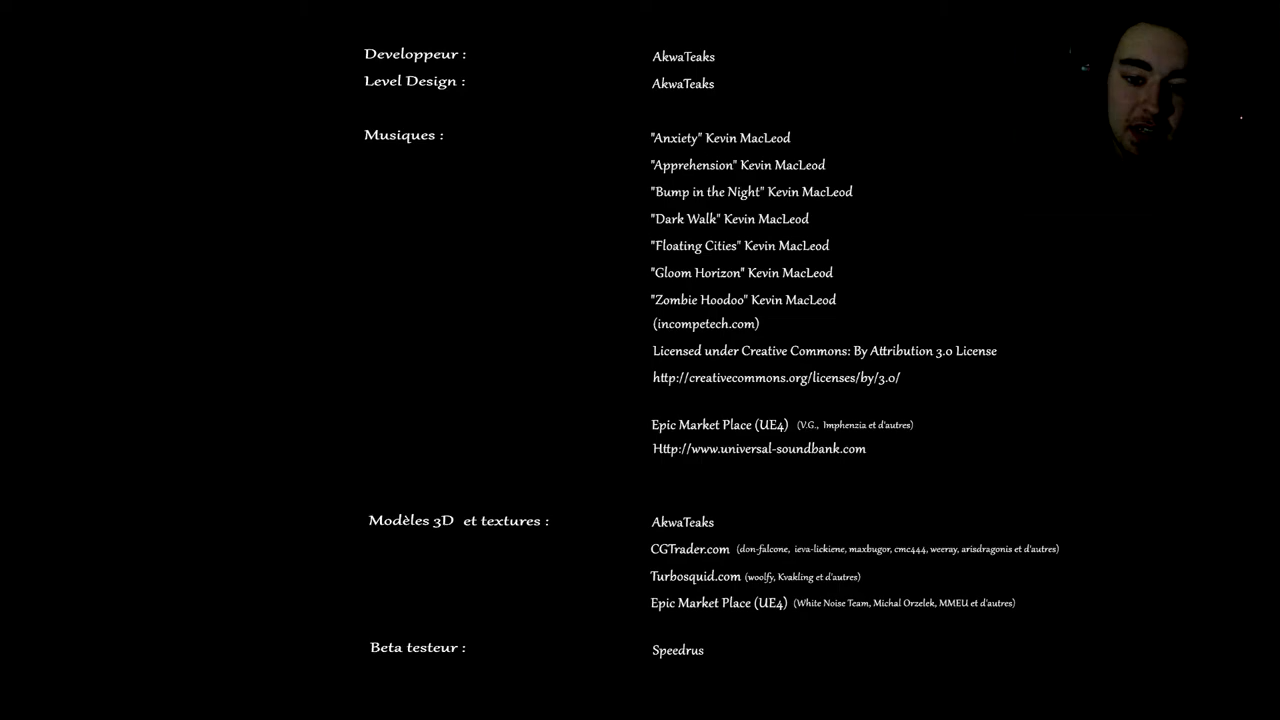 Developpeur : AkwaTeaks
Level Design : AkwaTeaks
Musiques : "Anxiety" Kevin MacLeod
"Apprehension" Kevin MacLeod
"Bump in the Night" Kevin MacLeod
"Dark Walk" Kevin MacLeod
"Floating Cities" Kevin MacLeod
"Gloom Horizon" Kevin MacLeod
"Zombie Hoodoo" Kevin MacLeod
(incompetech.com)
Licensed under Creative Commons: By Attribution 3.0 License
http://creativecommons.org/licenses/by/3.0/
Epic Market Place (UE4) (V.G., Imphenzia et d'autres)
Http://www.universal-soundbank.com
Modèles 3D et textures : AkwaTeaks
CGTrader.com (don-falcone, ieva-lickiene, maxbugor, cmc444, weeray, arisdragonis et d'autres)
Turbosquid.com (woolfy, Kvakling et d'autres)
Epic Market Place (UE4) (White Noise Team, Michal Orzelek, MMEU et d'autres)
Beta testeur : Speedrus